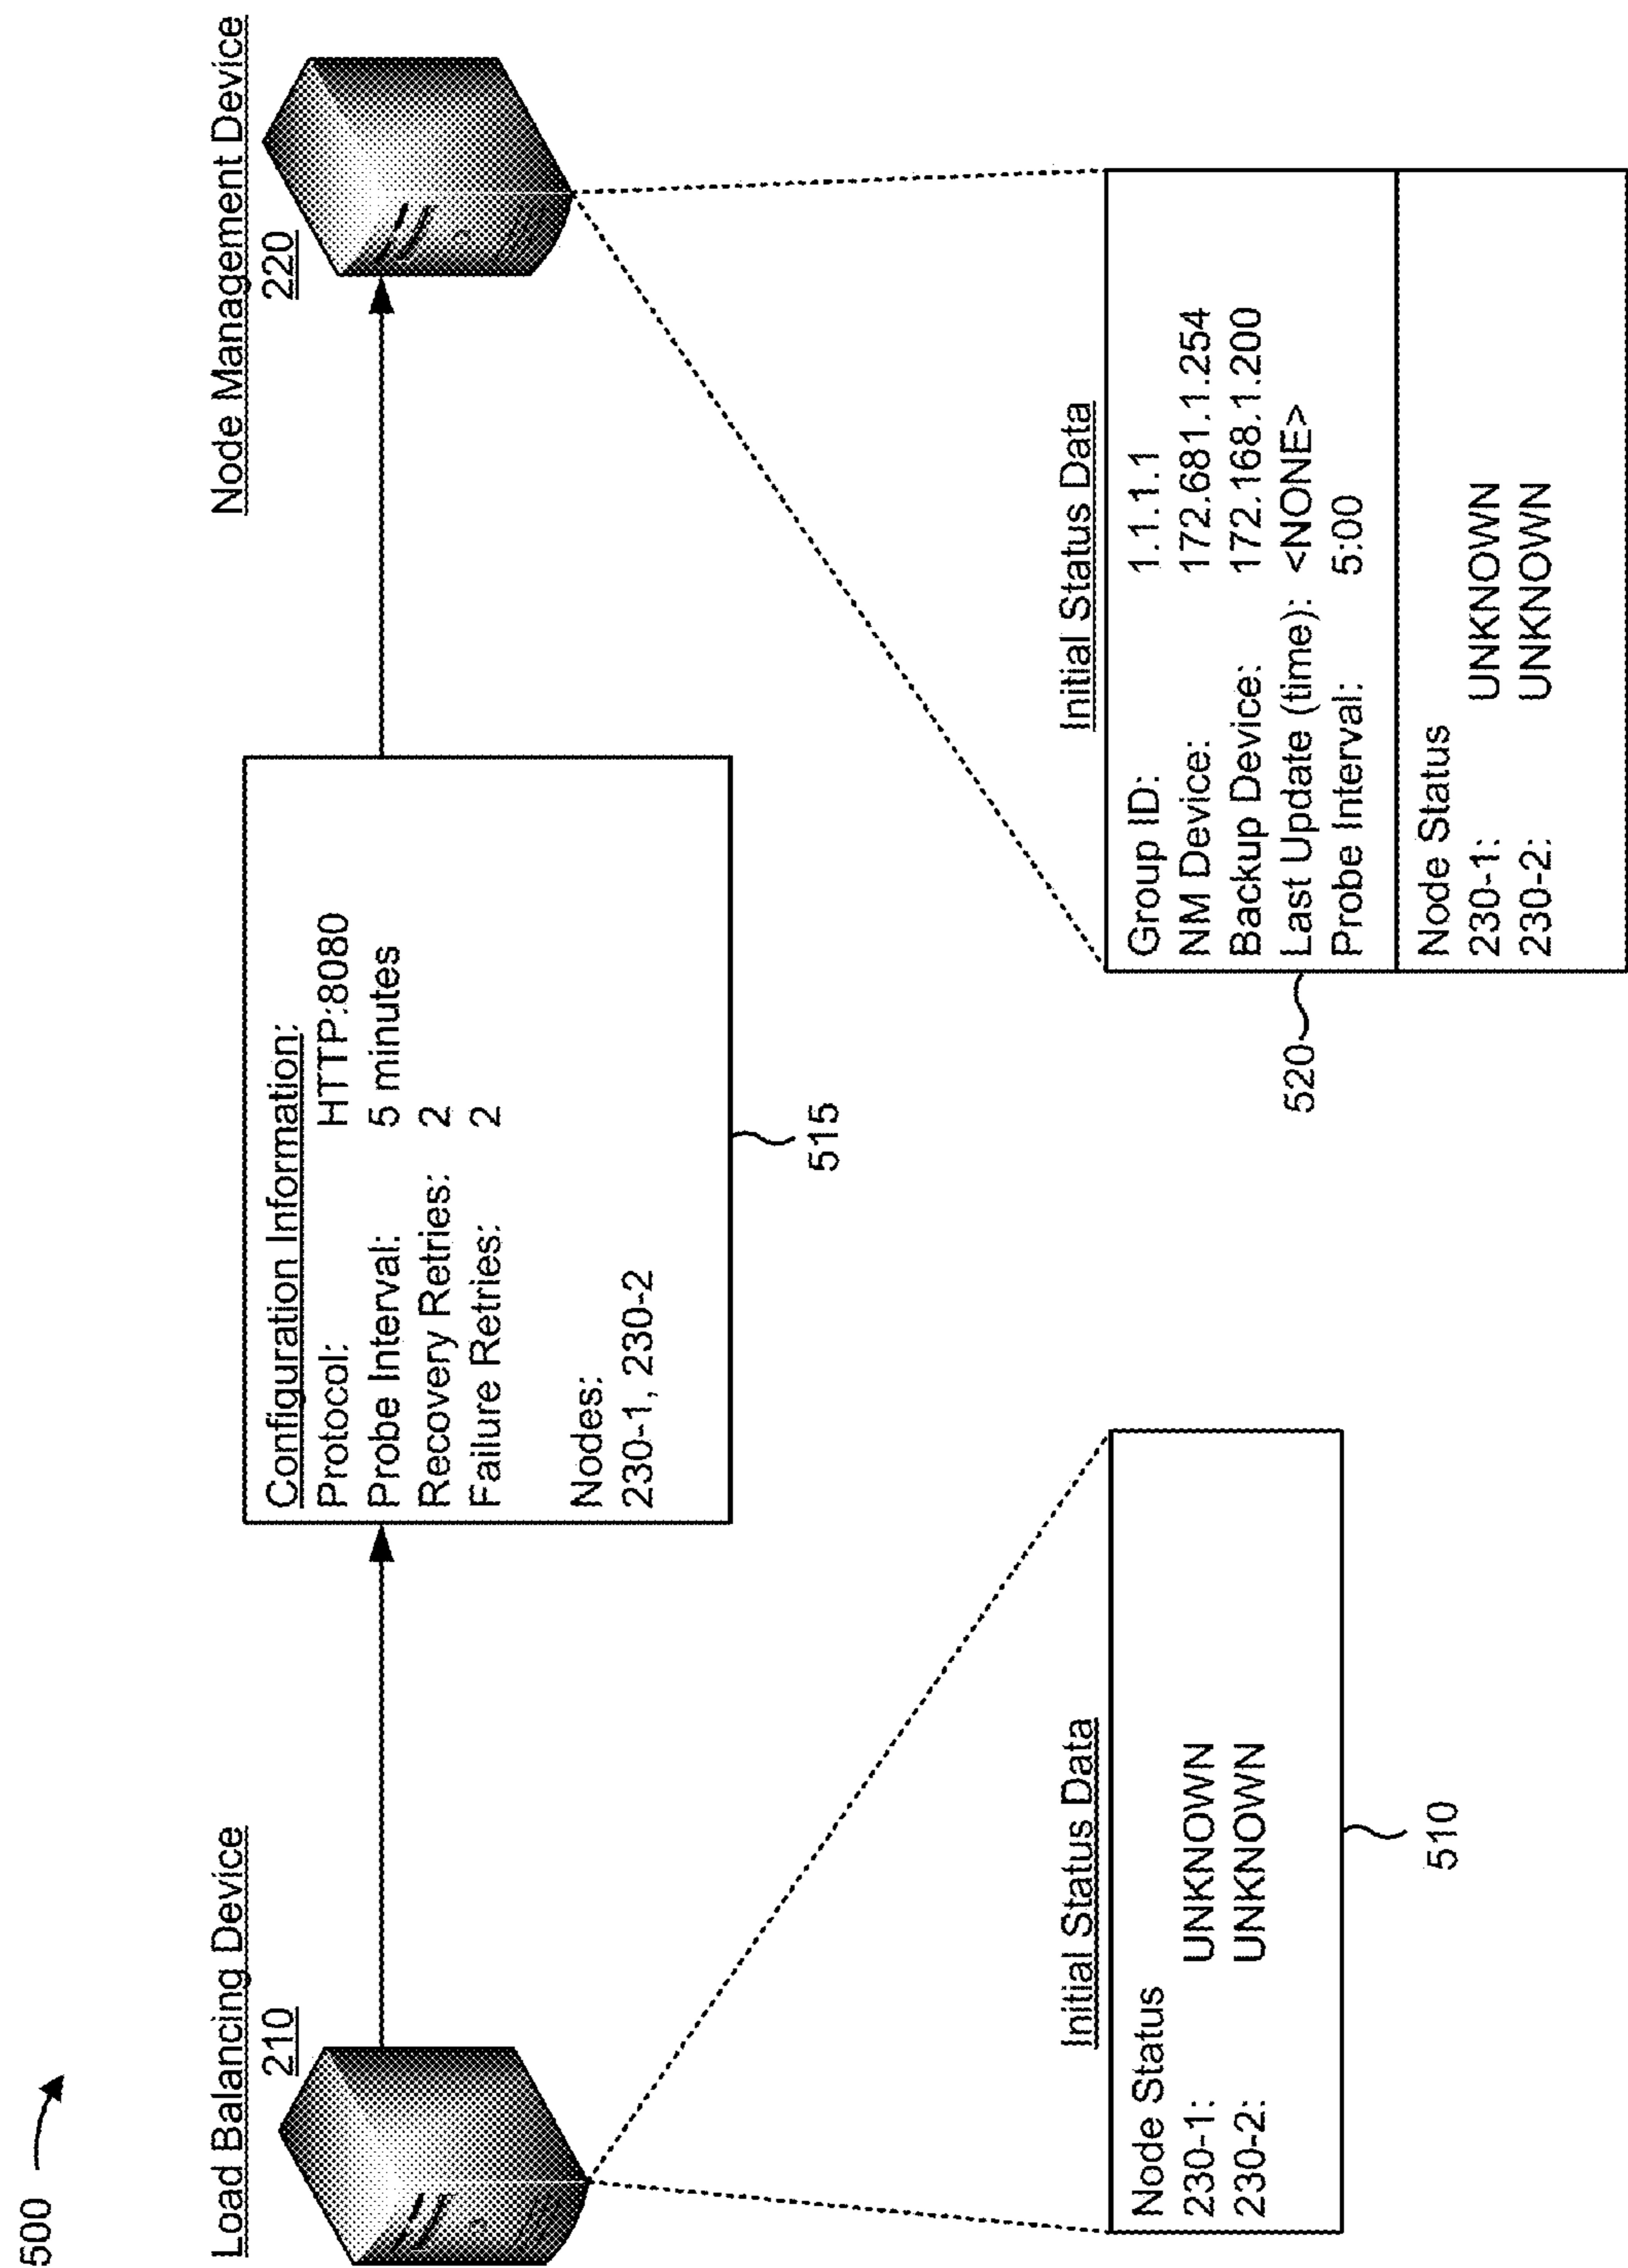 500
Load Balancing Device
210
Node Management Device
220
Configuration Information:
Protocol: HTTP:8080
Probe Interval: 5 minutes
Recovery Retries: 2
Failure Retries: 2
Nodes:
230-1, 230-2
515
Initial Status Data
Node Status
230-1: UNKNOWN
230-2: UNKNOWN
510
Initial Status Data
Group ID: 1.1.1.1
NM Device: 172.681.1.254
Backup Device: 172.168.1.200
Last Update (time): <NONE>
Probe Interval: 5:00
Node Status
230-1: UNKNOWN
230-2: UNKNOWN
520